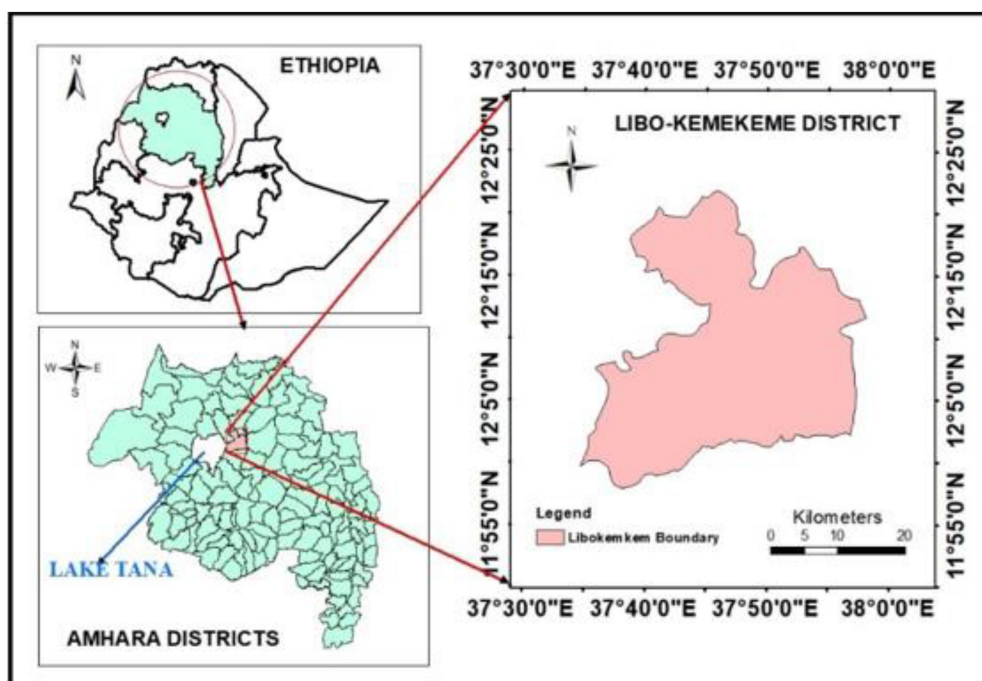 N
ETHIOPIA
N
W E
S
LAKE TANA
AMHARA DISTRICTS
37°30'0"E 37°40'0"E 37°50'0"E 38°0'0"E
LIBO-KEMEKEME DISTRICT
N
12°25'0"N
12°15'0"N
12°5'0"N
11°55'0"N
12°25'0"N
12°15'0"N
12°5'0"N
11°55'0"N
Legend
Libokemkem Boundary
Kilometers
0 5 10 20
37°30'0"E 37°40'0"E 37°50'0"E 38°0'0"E